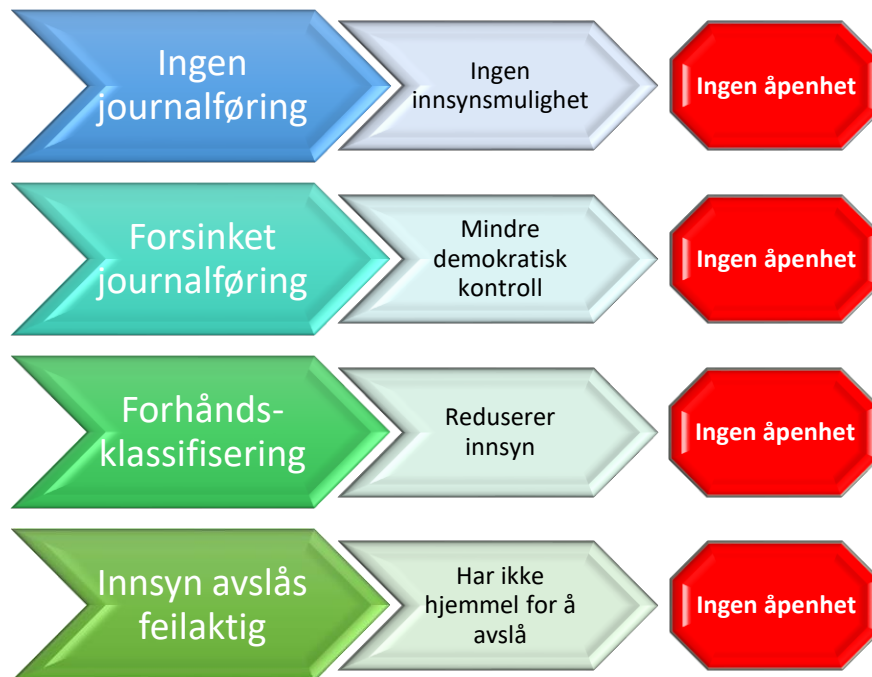 Ingen
journalføring
Ingen
innsynsmulighet
Ingen åpenhet
Forsinket
journalføring
Mindre
demokratisk
kontroll
Ingen åpenhet
Forhånds-
klassifisering
Reduserer
innsyn
Ingen åpenhet
Innsyn avslås
feilaktig
Har ikke
hjemmel for å
avslå
Ingen åpenhet